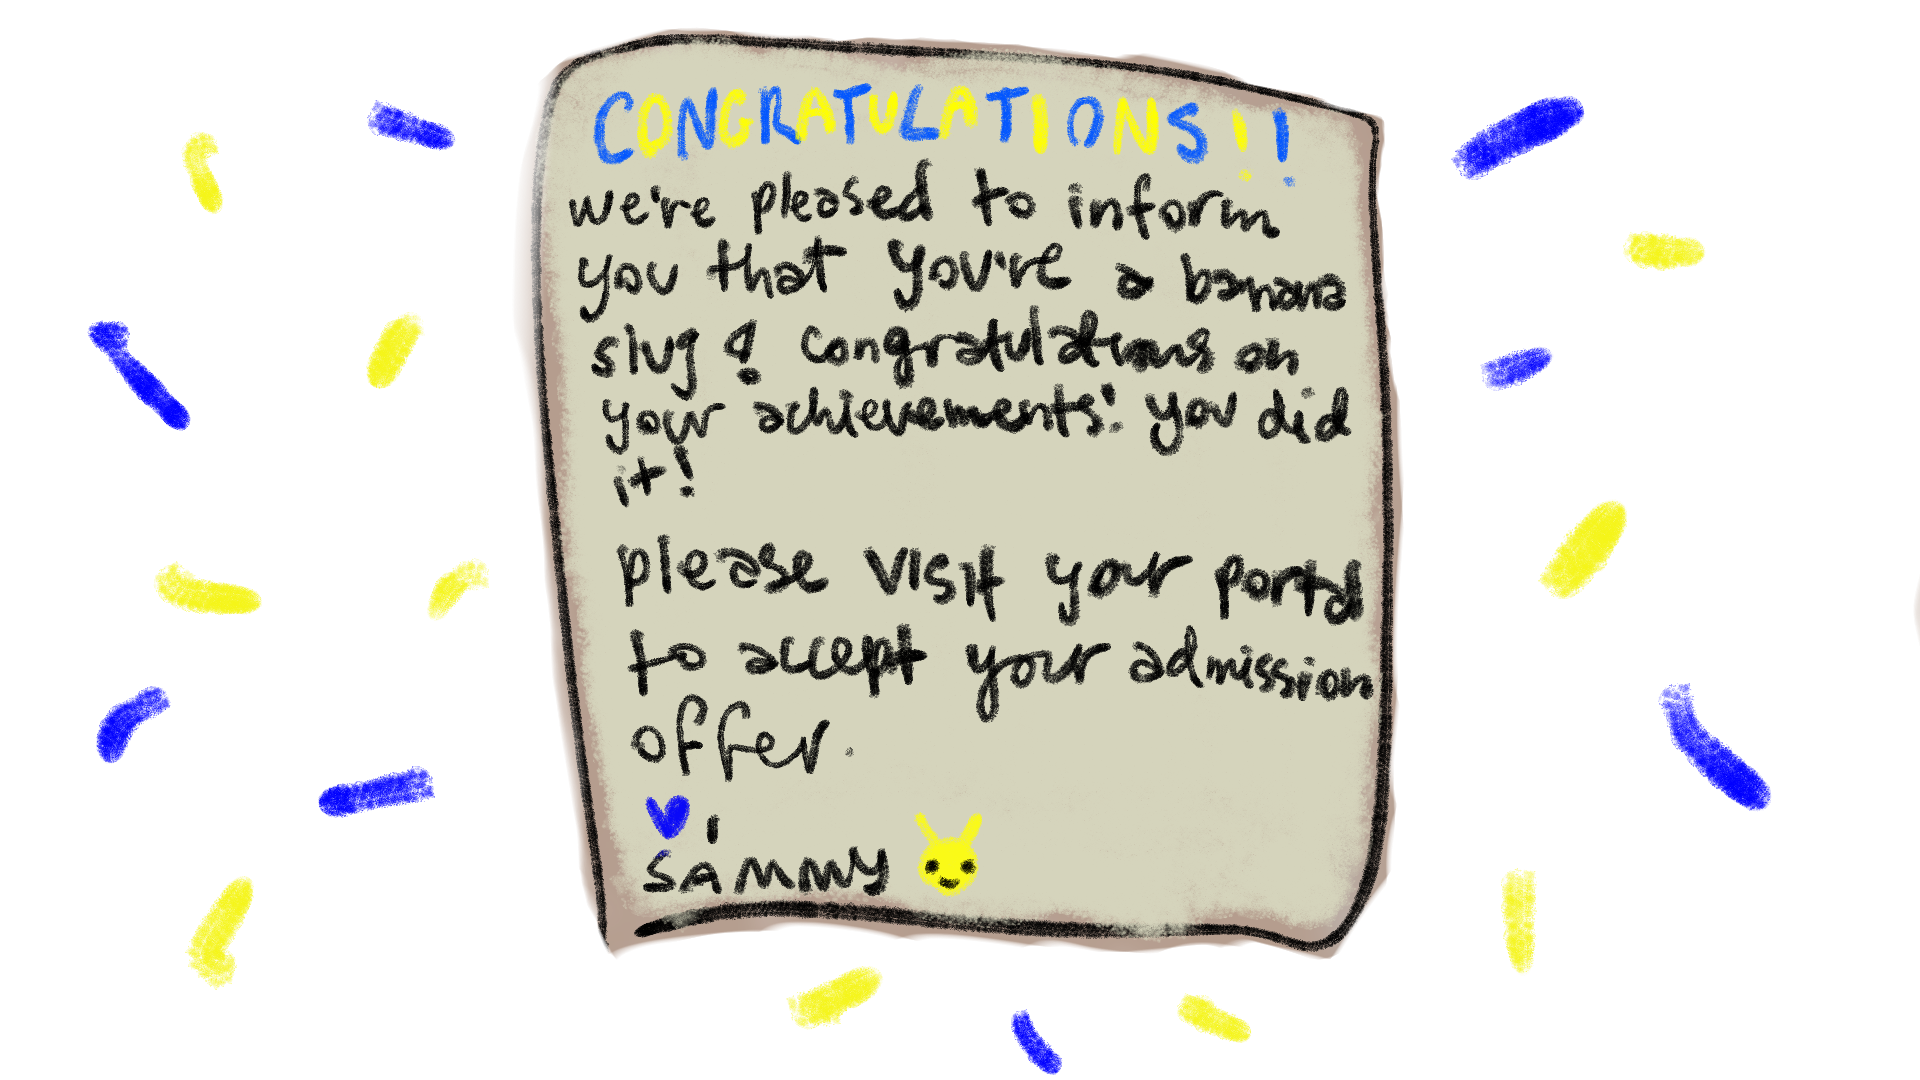 CONGRATULATIONS!!
we're pleased to inform
you that you're a banana
slug! congratulations on
your achievements! you did
it!
please visit your portal
to accept your admission
offer.
♥,
SAMMY